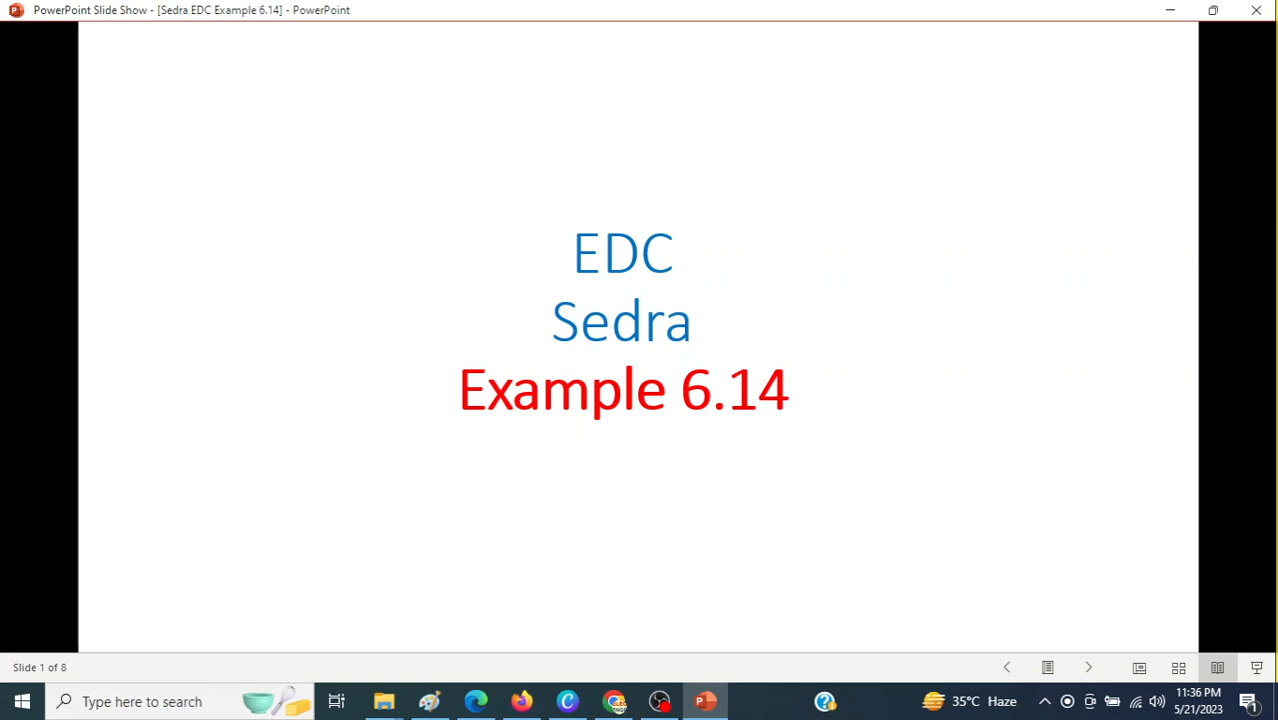 PowerPoint Slide Show - [Sedra EDC Example 6.14] - PowerPoint
EDC
Sedra
Example 6.14
Slide 1 of 8
Type here to search
35°C Haze
11:36 PM
5/21/2023
1